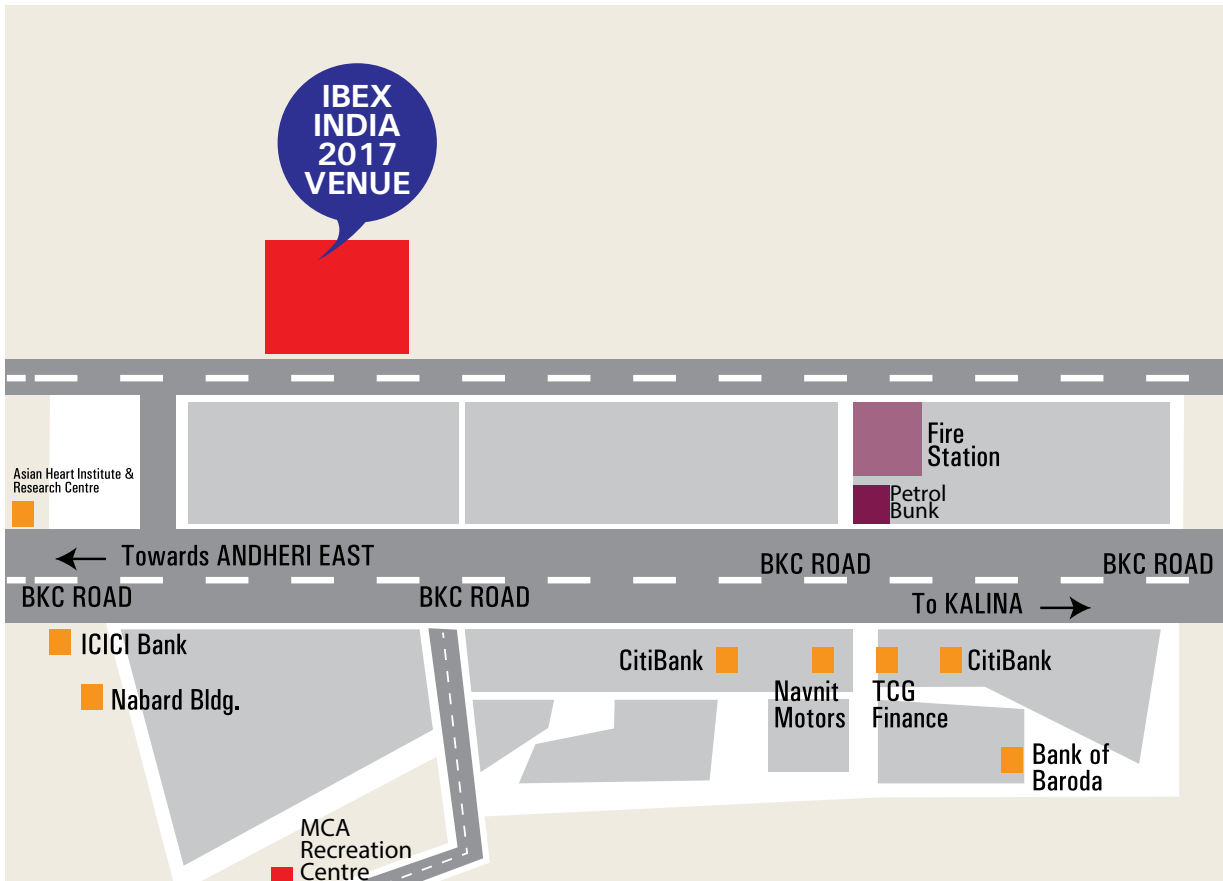 IBEX
INDIA
2017
VENUE
Fire
Station
Asian Heart Institute &
Research Centre
Petrol
Bunk
Towards ANDHERI EAST
BKC ROAD
BKC ROAD
BKC ROAD
BKC ROAD
To KALINA
ICICI Bank
CitiBank
CitiBank
Nabard Bldg.
Navnit
Motors
TCG
Finance
Bank of
Baroda
MCA
Recreation
Centre